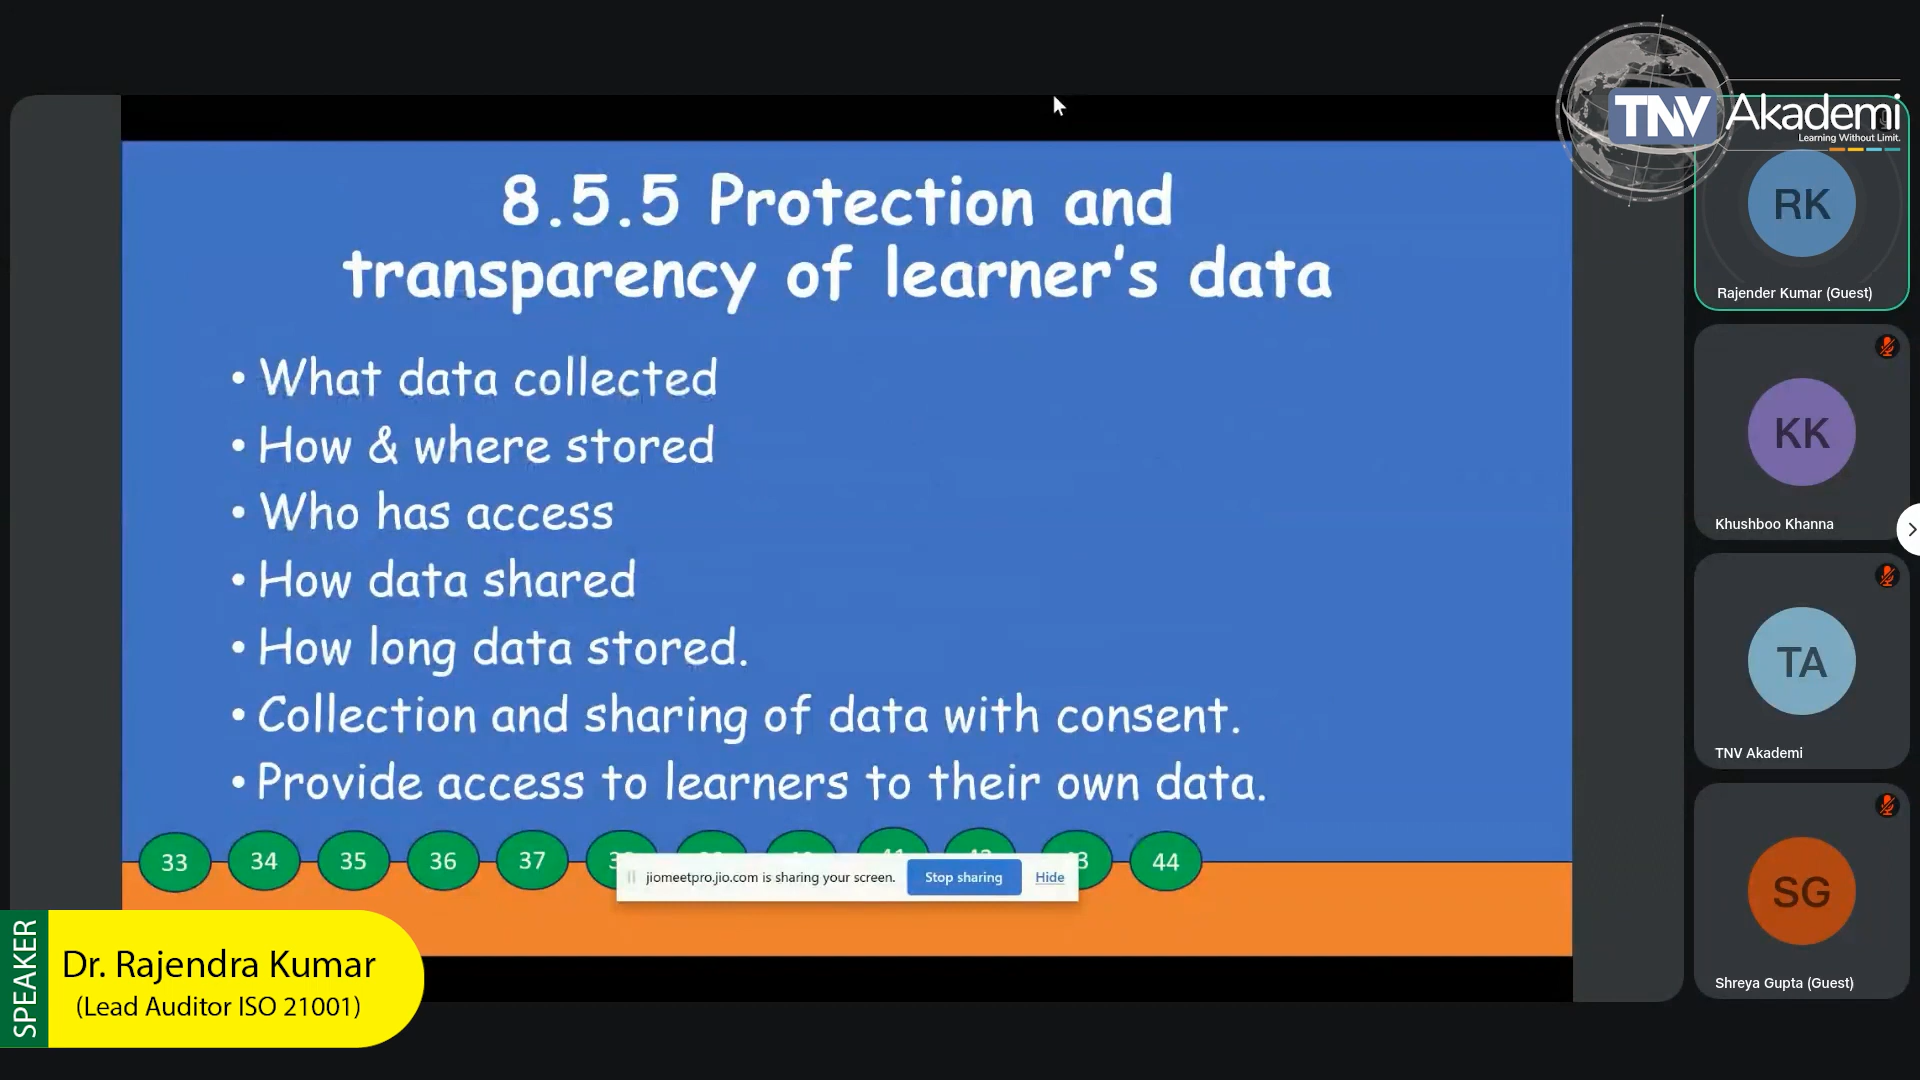 TNV Akademi
Learning Without Limit.
8.5.5 Protection and
transparency of learner's data
• What data collected
• How & where stored
• Who has access
• How data shared
• How long data stored.
• Collection and sharing of data with consent.
• Provide access to learners to their own data.
33 34 35 36 37 44
jiomeetpro.jio.com is sharing your screen. Stop sharing Hide
SPEAKER
Dr. Rajendra Kumar
(Lead Auditor ISO 21001)
RK
Rajender Kumar (Guest)
KK
Khushboo Khanna
TA
TNV Akademi
SG
Shreya Gupta (Guest)